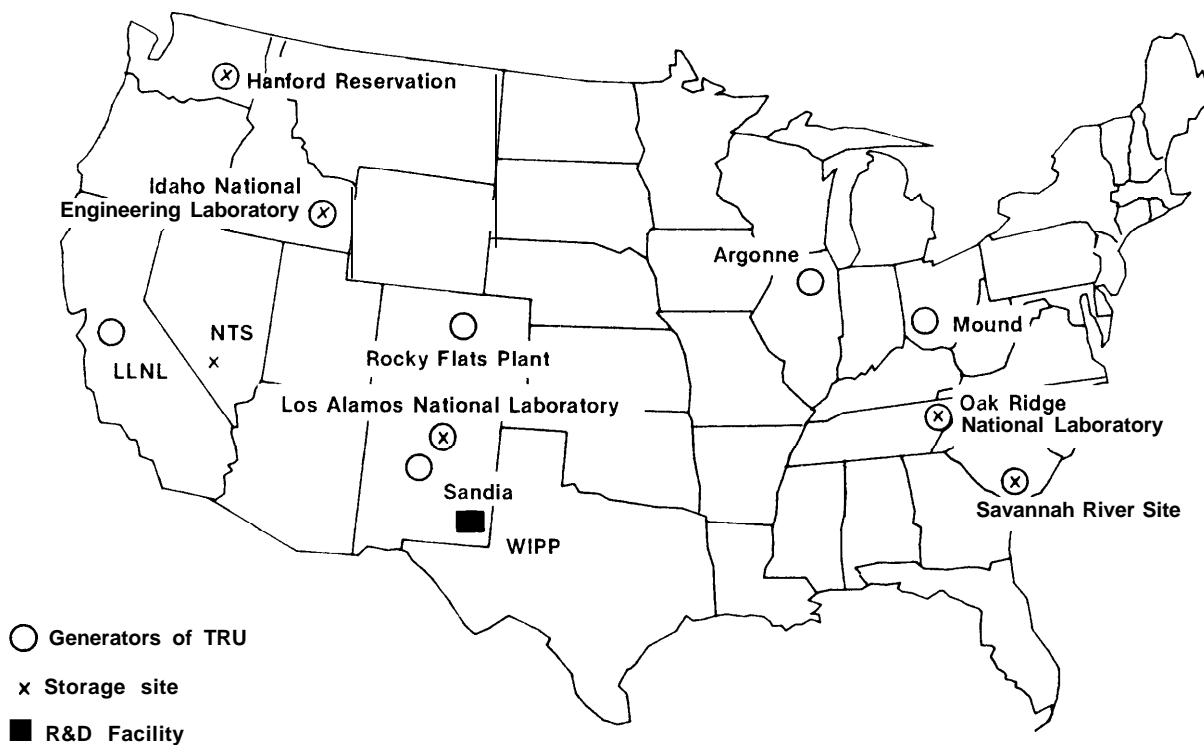 Hanford Reservation
Idaho National
Engineering Laboratory
Argonne
NTS
Mound
LLNL
Rocky Flats Plant
Los Alamos National Laboratory
Oak Ridge
National Laboratory
Sandia
Savannah River Site
WIPP
Generators of TRU
x Storage site
R&D Facility